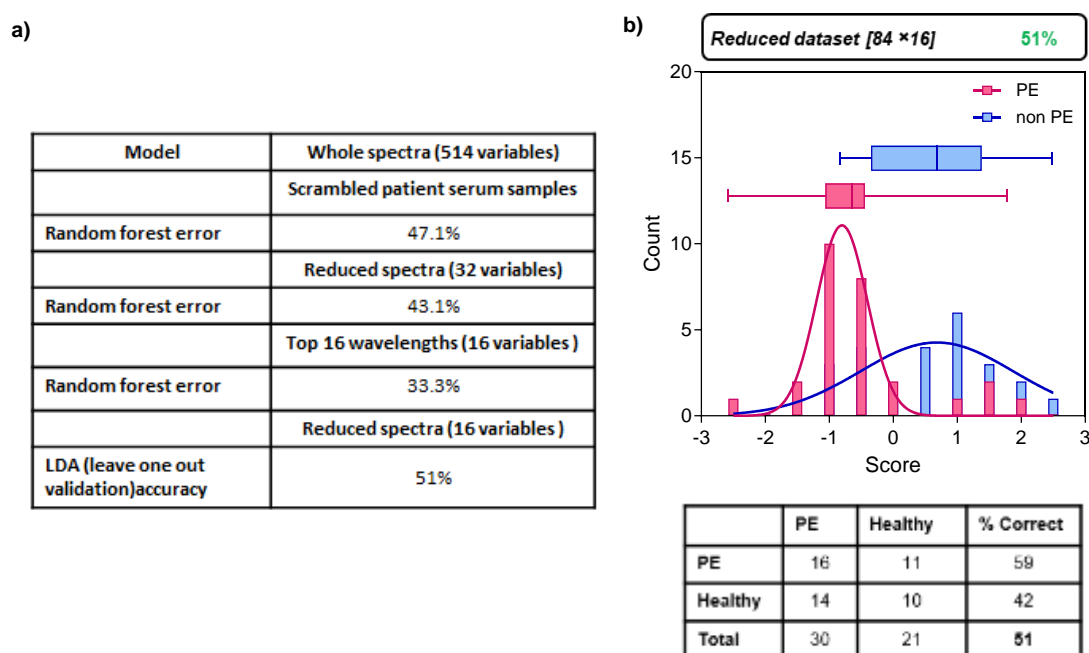 a)
Model Whole spectra (514 variables)
Scrambled patient serum samples
Random forest error 47.1%
Reduced spectra (32 variables)
Random forest error 43.1%
Top 16 wavelengths (16 variables )
Random forest error 33.3%
Reduced spectra (16 variables )
LDA (leave one out
validation)accuracy 51%
b)
Reduced dataset [84 ×16] 51%
20
15
10
5
0
Count
PE
non PE
-3 -2 -1 0 1 2 3
Score
PE Healthy % Correct
PE 16 11 59
Healthy 14 10 42
Total 30 21 51